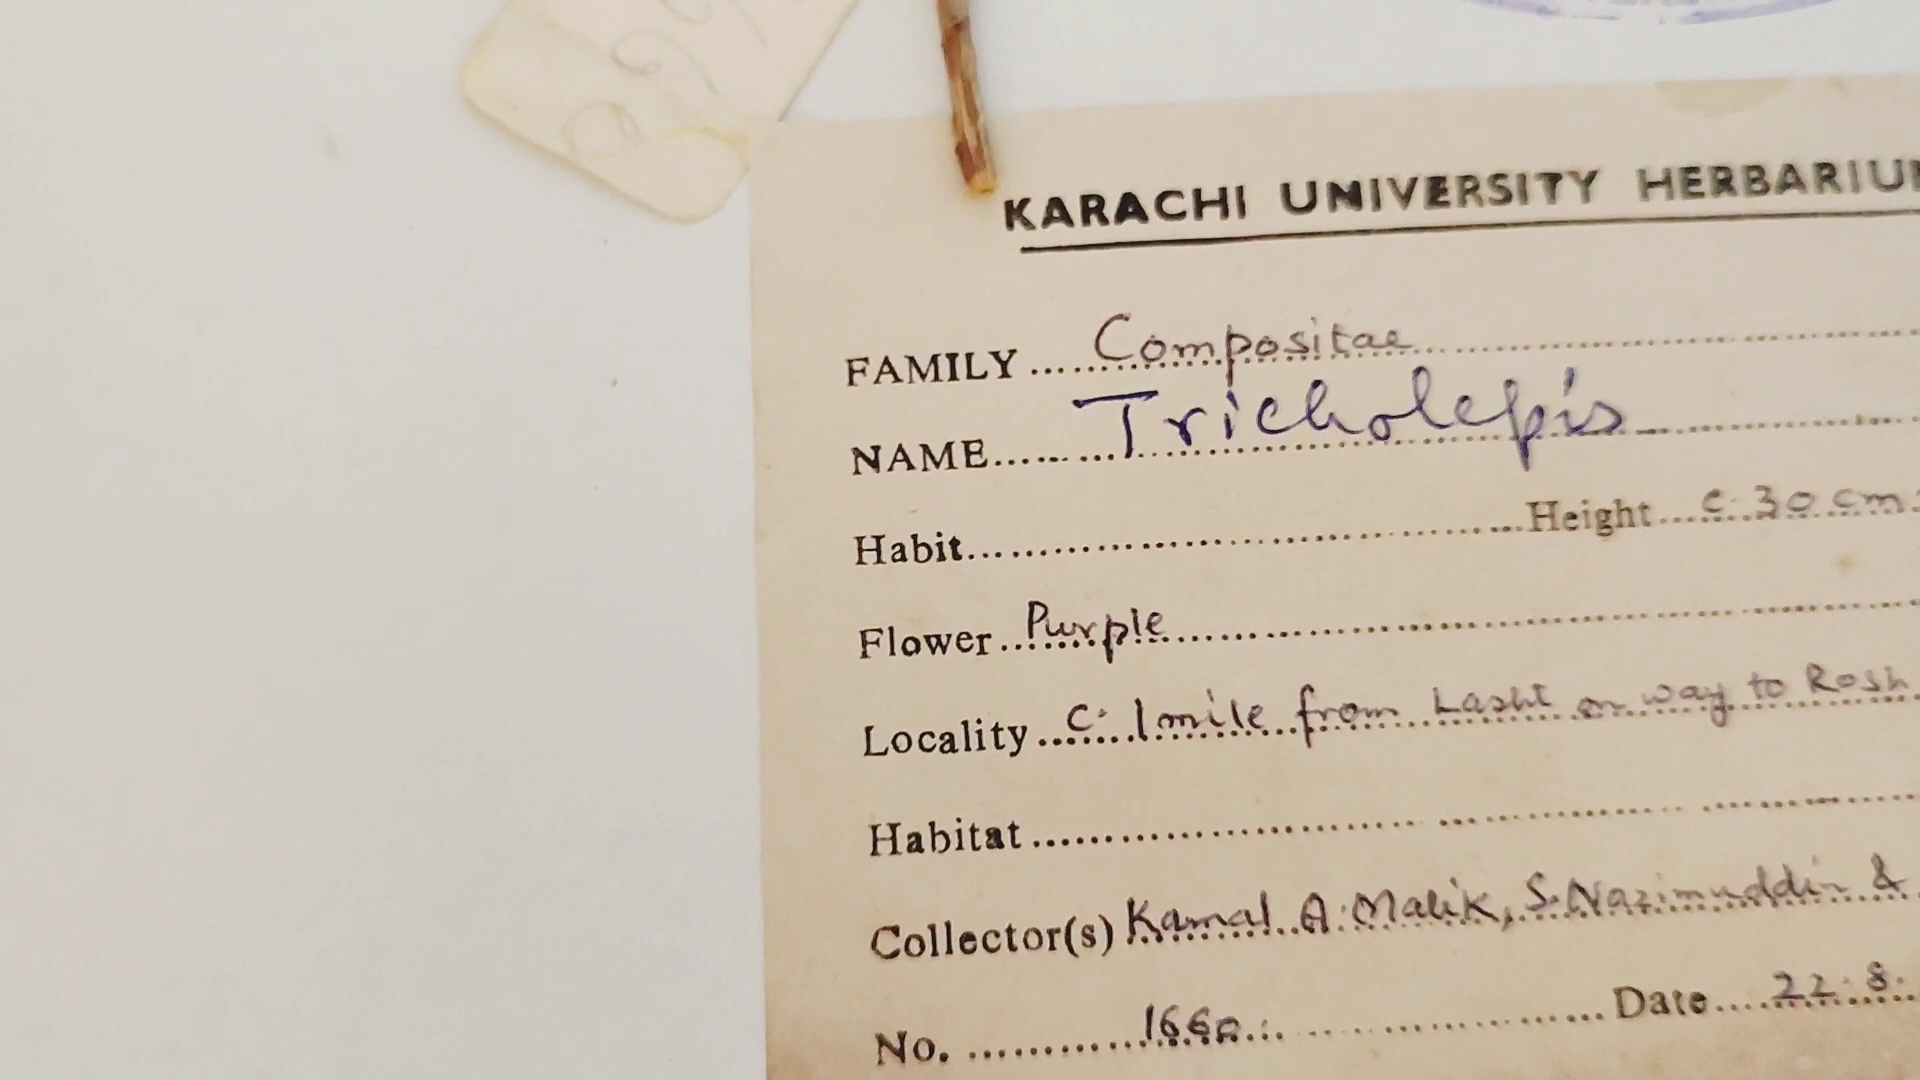 KARACHI UNIVERSITY HERBARIU
FAMILY Compositae
NAME Tricholepis
Habit Height c. 30 cm.
Flower Purple
Locality c. 1 mile from Lasht on way to Rosh
Habitat
Collector(s) Kamal A. Malik, S. Nazimuddin &
No. 1660 Date 22. 8.